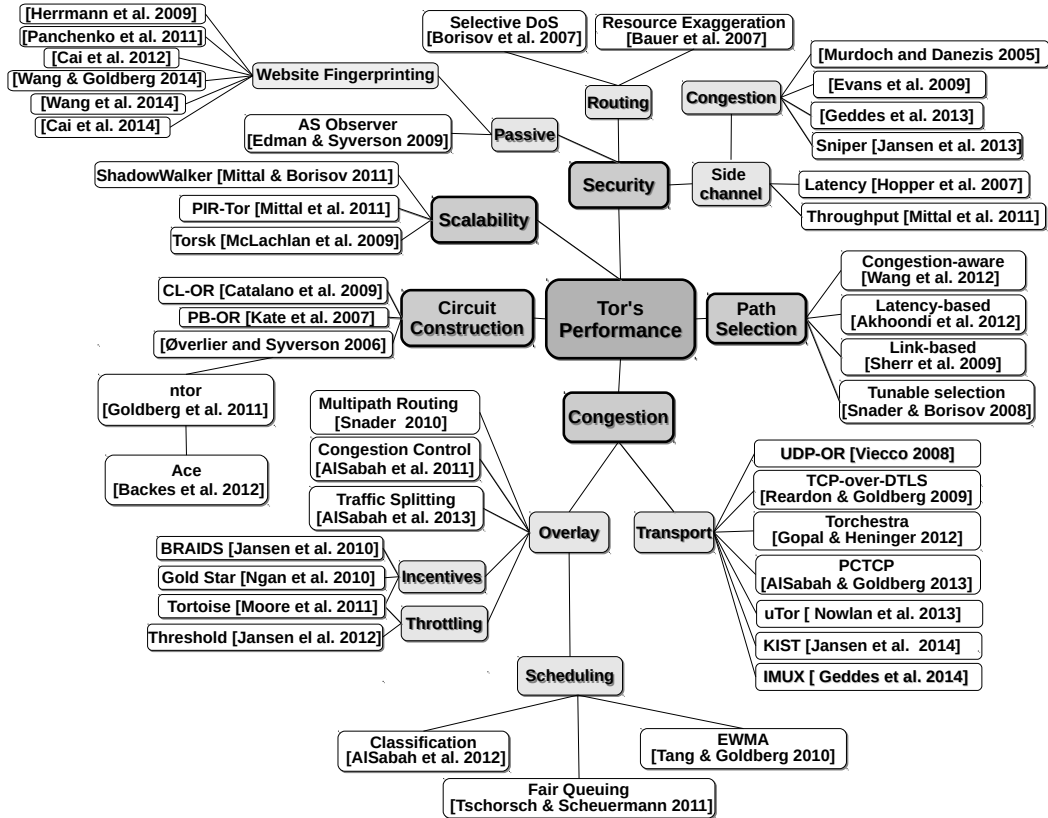 [Herrmann et al. 2009]
[Panchenko et al. 2011]
[Cai et al. 2012]
[Wang & Goldberg 2014]
[Wang et al. 2014]
[Cai et al. 2014]
Website Fingerprinting
AS Observer
[Edman & Syverson 2009]
Passive
Selective DoS
[Borisov et al. 2007]
Resource Exaggeration
[Bauer et al. 2007]
Routing
Congestion
[Murdoch and Danezis 2005]
[Evans et al. 2009]
[Geddes et al. 2013]
Sniper [Jansen et al. 2013]
Security
Side
channel
Latency [Hopper et al. 2007]
Throughput [Mittal et al. 2011]
ShadowWalker [Mittal & Borisov 2011]
PIR-Tor [Mittal et al. 2011]
Torsk [McLachlan et al. 2009]
Scalability
CL-OR [Catalano et al. 2009]
PB-OR [Kate et al. 2007]
[Øverlier and Syverson 2006]
Circuit
Construction
Tor's
Performance
Path
Selection
Congestion-aware
[Wang et al. 2012]
Latency-based
[Akhoondi et al. 2012]
Link-based
[Sherr et al. 2009]
Tunable selection
[Snader & Borisov 2008]
ntor
[Goldberg et al. 2011]
Ace
[Backes et al. 2012]
Congestion
Multipath Routing
[Snader 2010]
Congestion Control
[AlSabah et al. 2011]
Traffic Splitting
[AlSabah et al. 2013]
BRAIDS [Jansen et al. 2010]
Gold Star [Ngan et al. 2010]
Tortoise [Moore et al. 2011]
Threshold [Jansen el al. 2012]
Incentives
Throttling
Overlay
Transport
UDP-OR [Viecco 2008]
TCP-over-DTLS
[Reardon & Goldberg 2009]
Torchestra
[Gopal & Heninger 2012]
PCTCP
[AlSabah & Goldberg 2013]
uTor [ Nowlan et al. 2013]
KIST [Jansen et al. 2014]
IMUX [ Geddes et al. 2014]
Scheduling
Classification
[AlSabah et al. 2012]
EWMA
[Tang & Goldberg 2010]
Fair Queuing
[Tschorsch & Scheuermann 2011]